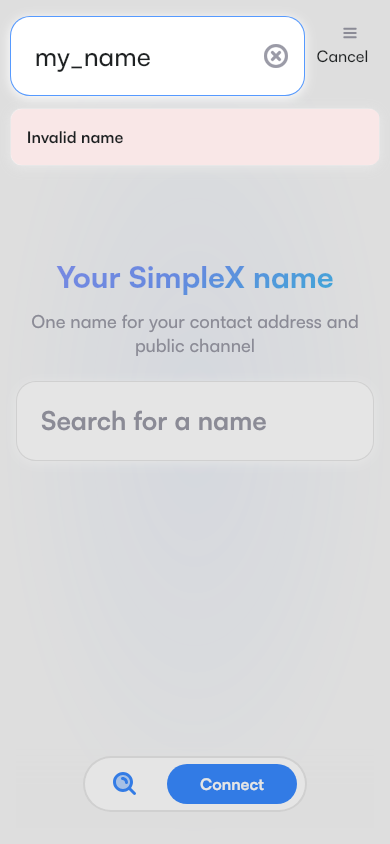 my_name
Cancel
Invalid name
Your SimpleX name
One name for your contact address and
public channel
Search for a name
Connect